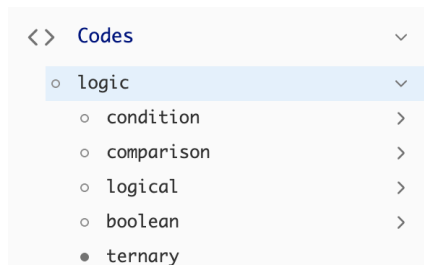 Codes
logic
condition
comparison
logical
boolean
ternary